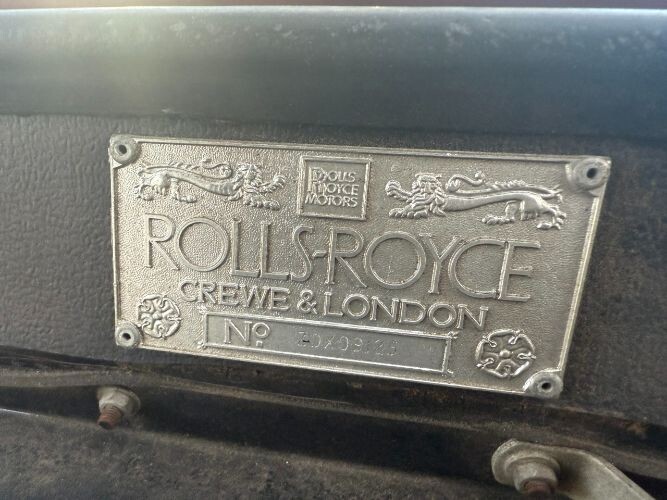 ROLLS
ROYCE
MOTORS
ROLLS-ROYCE
CREWE & LONDON
Nº